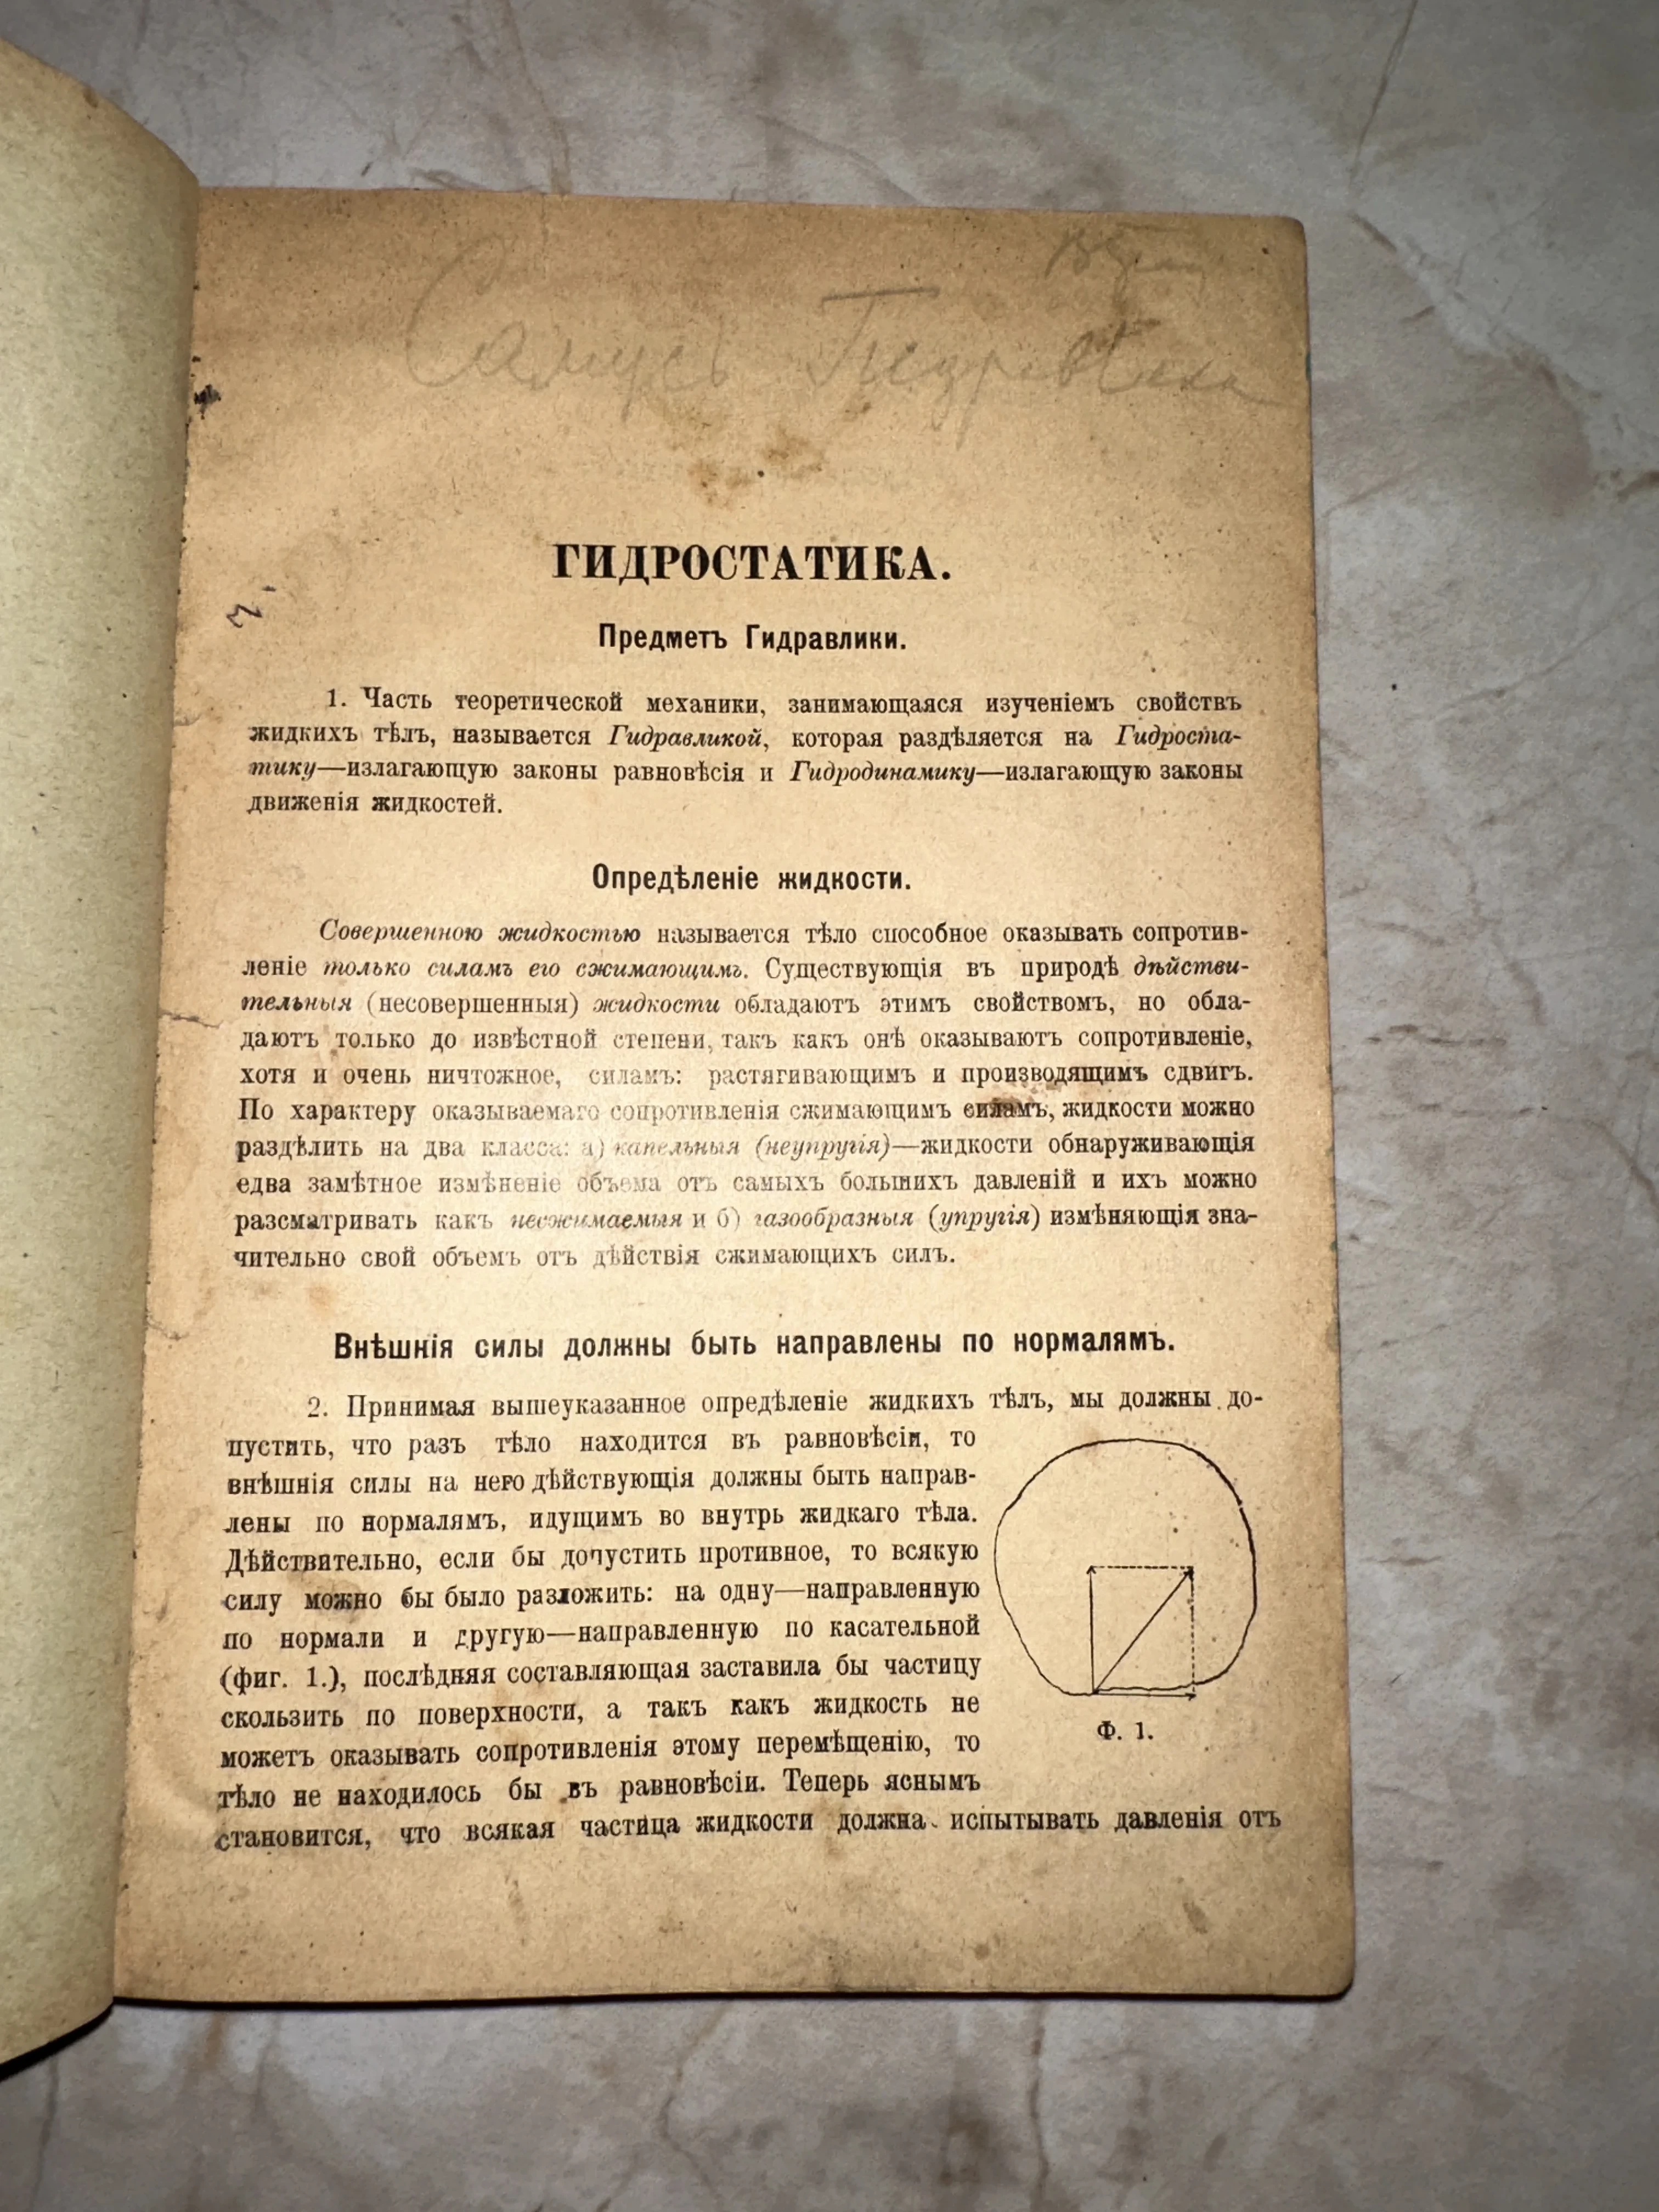 ГИДРОСТАТИКА.
Предметъ Гидравлики.
1. Часть теоретической механики, занимающаяся изученіемъ свойствъ
жидкихъ тѣлъ, называется Гидравликой, которая раздѣляется на Гидроста-
тику—излагающую законы равновѣсія и Гидродинамику—излагающую законы
движенія жидкостей.
Опредѣленіе жидкости.
Совершенною жидкостью называется тѣло способное оказывать сопротив-
леніе только силамъ его сжимающимъ. Существующія въ природѣ дѣйстви-
тельныя (несовершенныя) жидкости обладаютъ этимъ свойствомъ, но обла-
даютъ только до извѣстной степени, такъ какъ онѣ оказываютъ сопротивленіе,
хотя и очень ничтожное, силамъ: растягивающимъ и производящимъ сдвигъ.
По характеру оказываемаго сопротивленія сжимающимъ силамъ, жидкости можно
раздѣлить на два класса: а) капельныя (неупругія)—жидкости обнаруживающія
едва замѣтное измѣненіе объема отъ самыхъ большихъ давленій и ихъ можно
разсматривать какъ несжимаемыя и б) газообразныя (упругія) измѣняющія зна-
чительно свой объемъ отъ дѣйствія сжимающихъ силъ.
Внѣшнія силы должны быть направлены по нормалямъ.
2. Принимая вышеуказанное опредѣленіе жидкихъ тѣлъ, мы должны до-
пустить, что разъ тѣло находится въ равновѣсіи, то
внѣшнія силы на него дѣйствующія должны быть направ-
лены по нормалямъ, идущимъ во внутрь жидкаго тѣла.
Дѣйствительно, если бы допустить противное, то всякую
силу можно бы было разложить: на одну—направленную
по нормали и другую—направленную по касательной
(фиг. 1.), послѣдняя составляющая заставила бы частицу
скользить по поверхности, а такъ какъ жидкость не
можетъ оказывать сопротивленія этому перемѣщенію, то
тѣло не находилось бы въ равновѣсіи. Теперь яснымъ
становится, что всякая частица жидкости должна испытывать давленія отъ
Ф. 1.